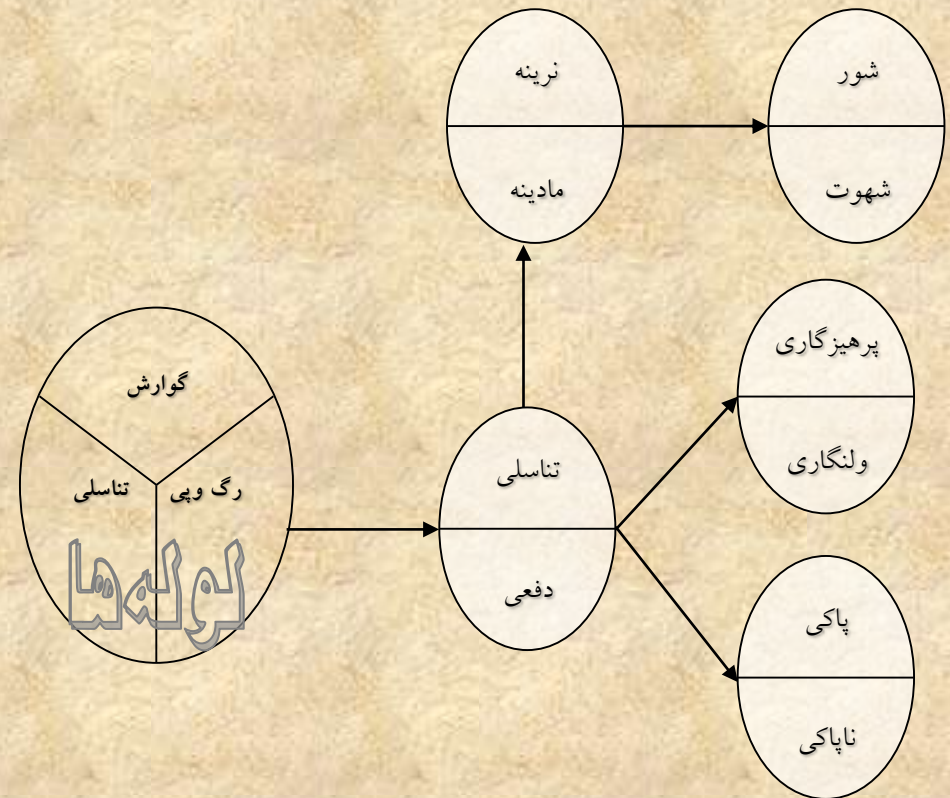 نرینه
مادینه
شور
شهوت
گوارش
رگ وپی
تناسلی
لوله‌ها
تناسلی
دفعی
پرهیزگاری
ولنگاری
پاکی
ناپاکی